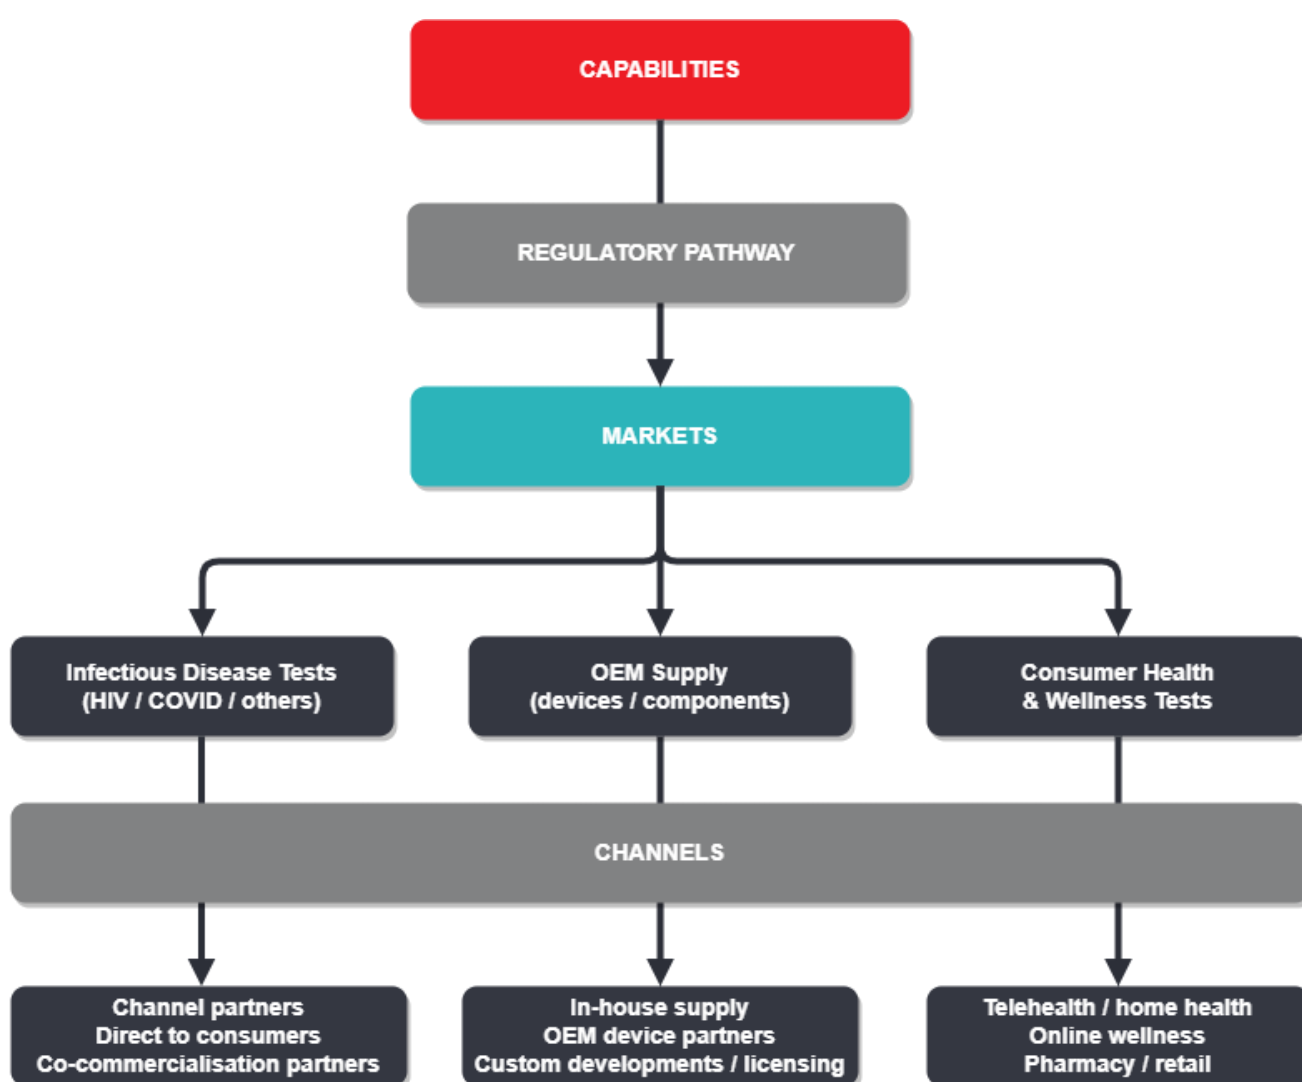 CAPABILITIES
REGULATORY PATHWAY
MARKETS
Infectious Disease Tests
(HIV / COVID / others)
OEM Supply
(devices / components)
Consumer Health
& Wellness Tests
CHANNELS
Channel partners
Direct to consumers
Co-commercialisation partners
In-house supply
OEM device partners
Custom developments / licensing
Telehealth / home health
Online wellness
Pharmacy / retail